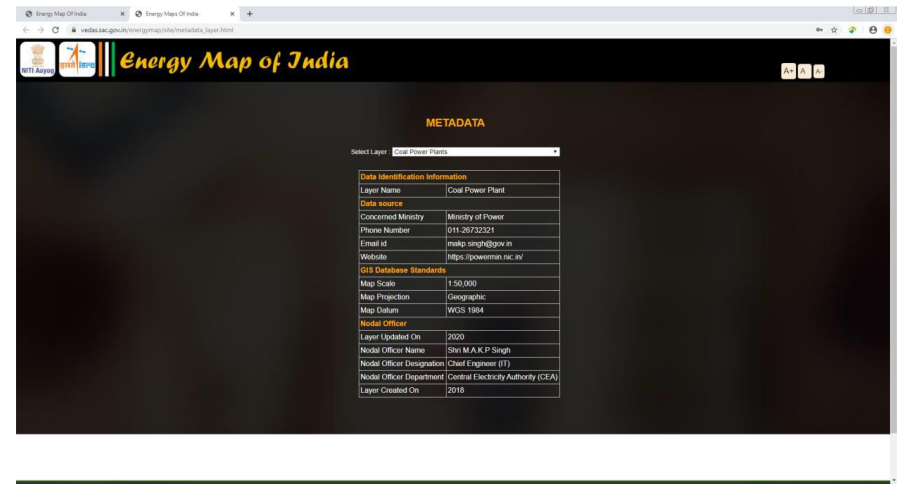 Energy Map Of India
Energy Maps Of India
vedas.sac.gov.in/energymap/site/metadata_layer.html
NITI Aayog
इसरो isro
Energy Map of India
A+ A A-
METADATA
Select Layer : Coal Power Plants
Data Identification Information
Layer Name Coal Power Plant
Data source
Concerned Ministry Ministry of Power
Phone Number 011-26732321
Email id makp.singh@gov.in
Website https://powermin.nic.in/
GIS Database Standards
Map Scale 1:50,000
Map Projection Geographic
Map Datum WGS 1984
Nodal Officer
Layer Updated On 2020
Nodal Officer Name Shri M.A.K.P Singh
Nodal Officer Designation Chief Engineer (IT)
Nodal Officer Department Central Electricity Authority (CEA)
Layer Created On 2018